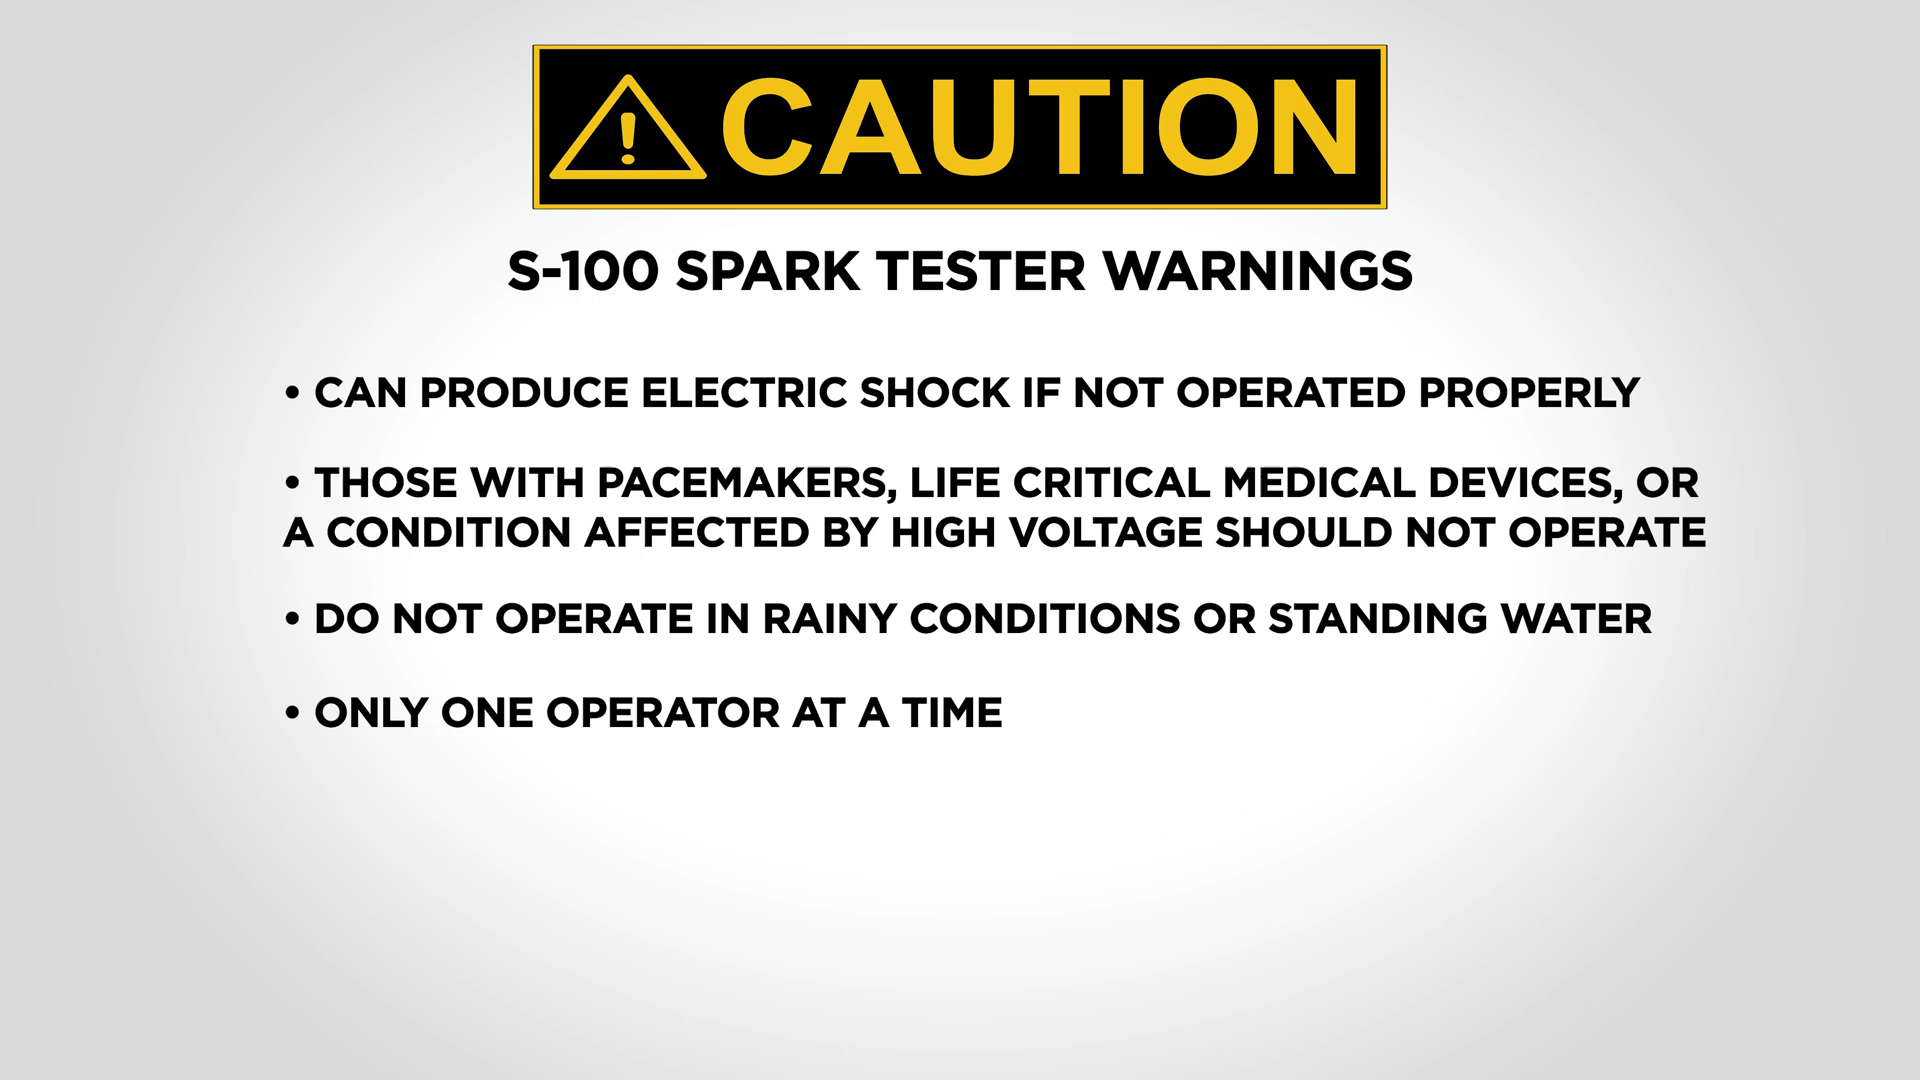 CAUTION
S-100 SPARK TESTER WARNINGS
• CAN PRODUCE ELECTRIC SHOCK IF NOT OPERATED PROPERLY
• THOSE WITH PACEMAKERS, LIFE CRITICAL MEDICAL DEVICES, OR
A CONDITION AFFECTED BY HIGH VOLTAGE SHOULD NOT OPERATE
• DO NOT OPERATE IN RAINY CONDITIONS OR STANDING WATER
• ONLY ONE OPERATOR AT A TIME